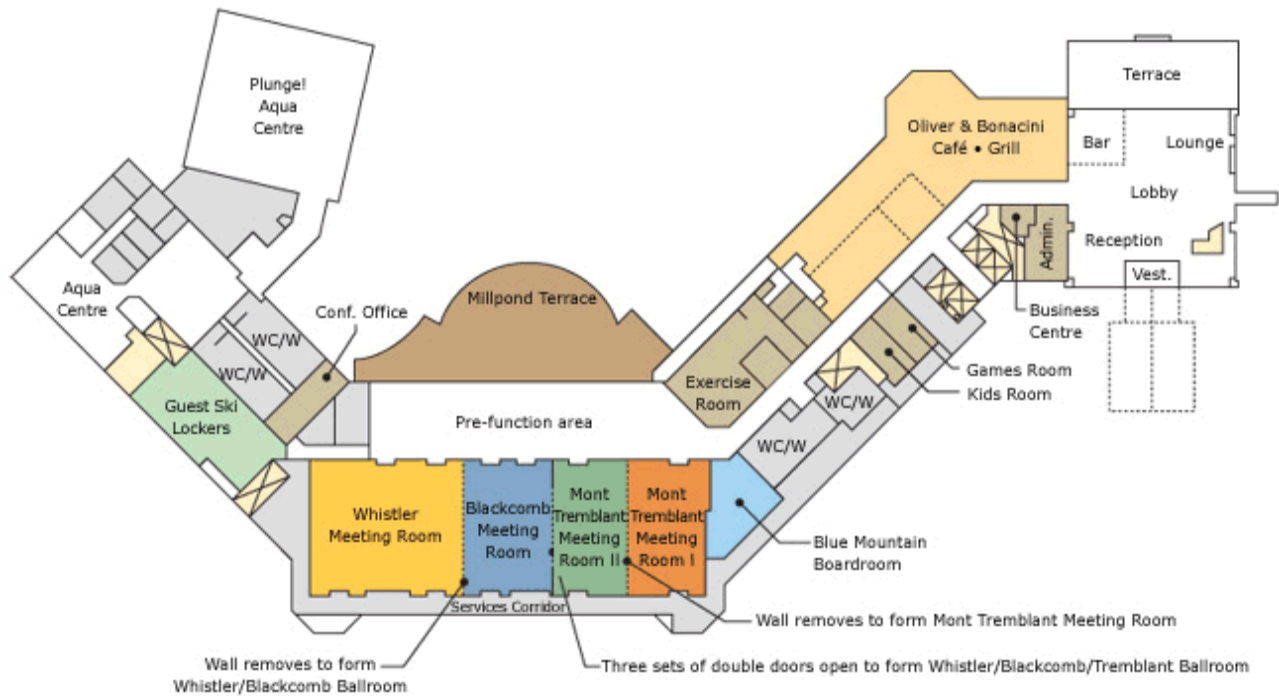 Plunge!
Aqua
Centre
Terrace
Oliver & Bonacini
Café • Grill
Bar
Lounge
Lobby
Reception
Admin.
Vest.
Business
Centre
Games Room
Kids Room
Aqua
Centre
Conf. Office
Millpond Terrace
WC/W
WC/W
Exercise
Room
Guest Ski
Lockers
Pre-function area
WC/W
WC/W
Whistler
Meeting Room
Blackcomb
Meeting
Room
Mont
Tremblant
Meeting
Room II
Mont
Tremblant
Meeting
Room I
Blue Mountain
Boardroom
Services Corridor
Wall removes to form Mont Tremblant Meeting Room
Wall removes to form
Whistler/Blackcomb Ballroom
Three sets of double doors open to form Whistler/Blackcomb/Tremblant Ballroom